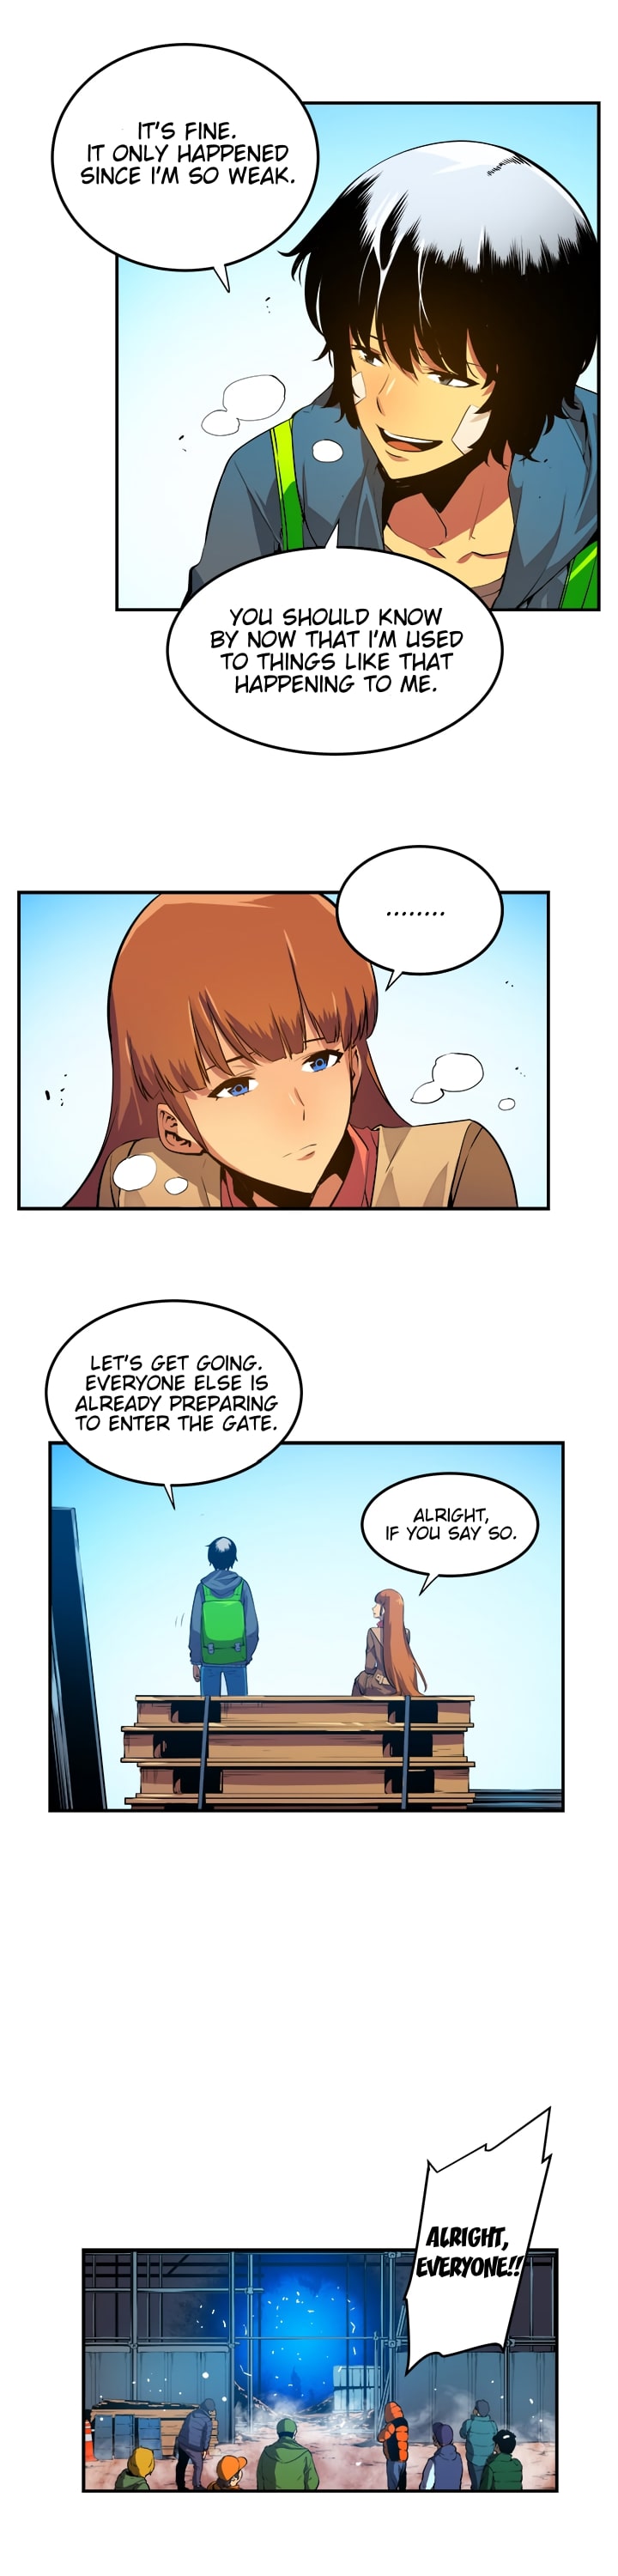 IT'S FINE.
IT ONLY HAPPENED
SINCE I'M SO WEAK.
YOU SHOULD KNOW
BY NOW THAT I'M USED
TO THINGS LIKE THAT
HAPPENING TO ME.
........
LET'S GET GOING.
EVERYONE ELSE IS
ALREADY PREPARING
TO ENTER THE GATE.
ALRIGHT,
IF YOU SAY SO.
ALRIGHT,
EVERYONE!!